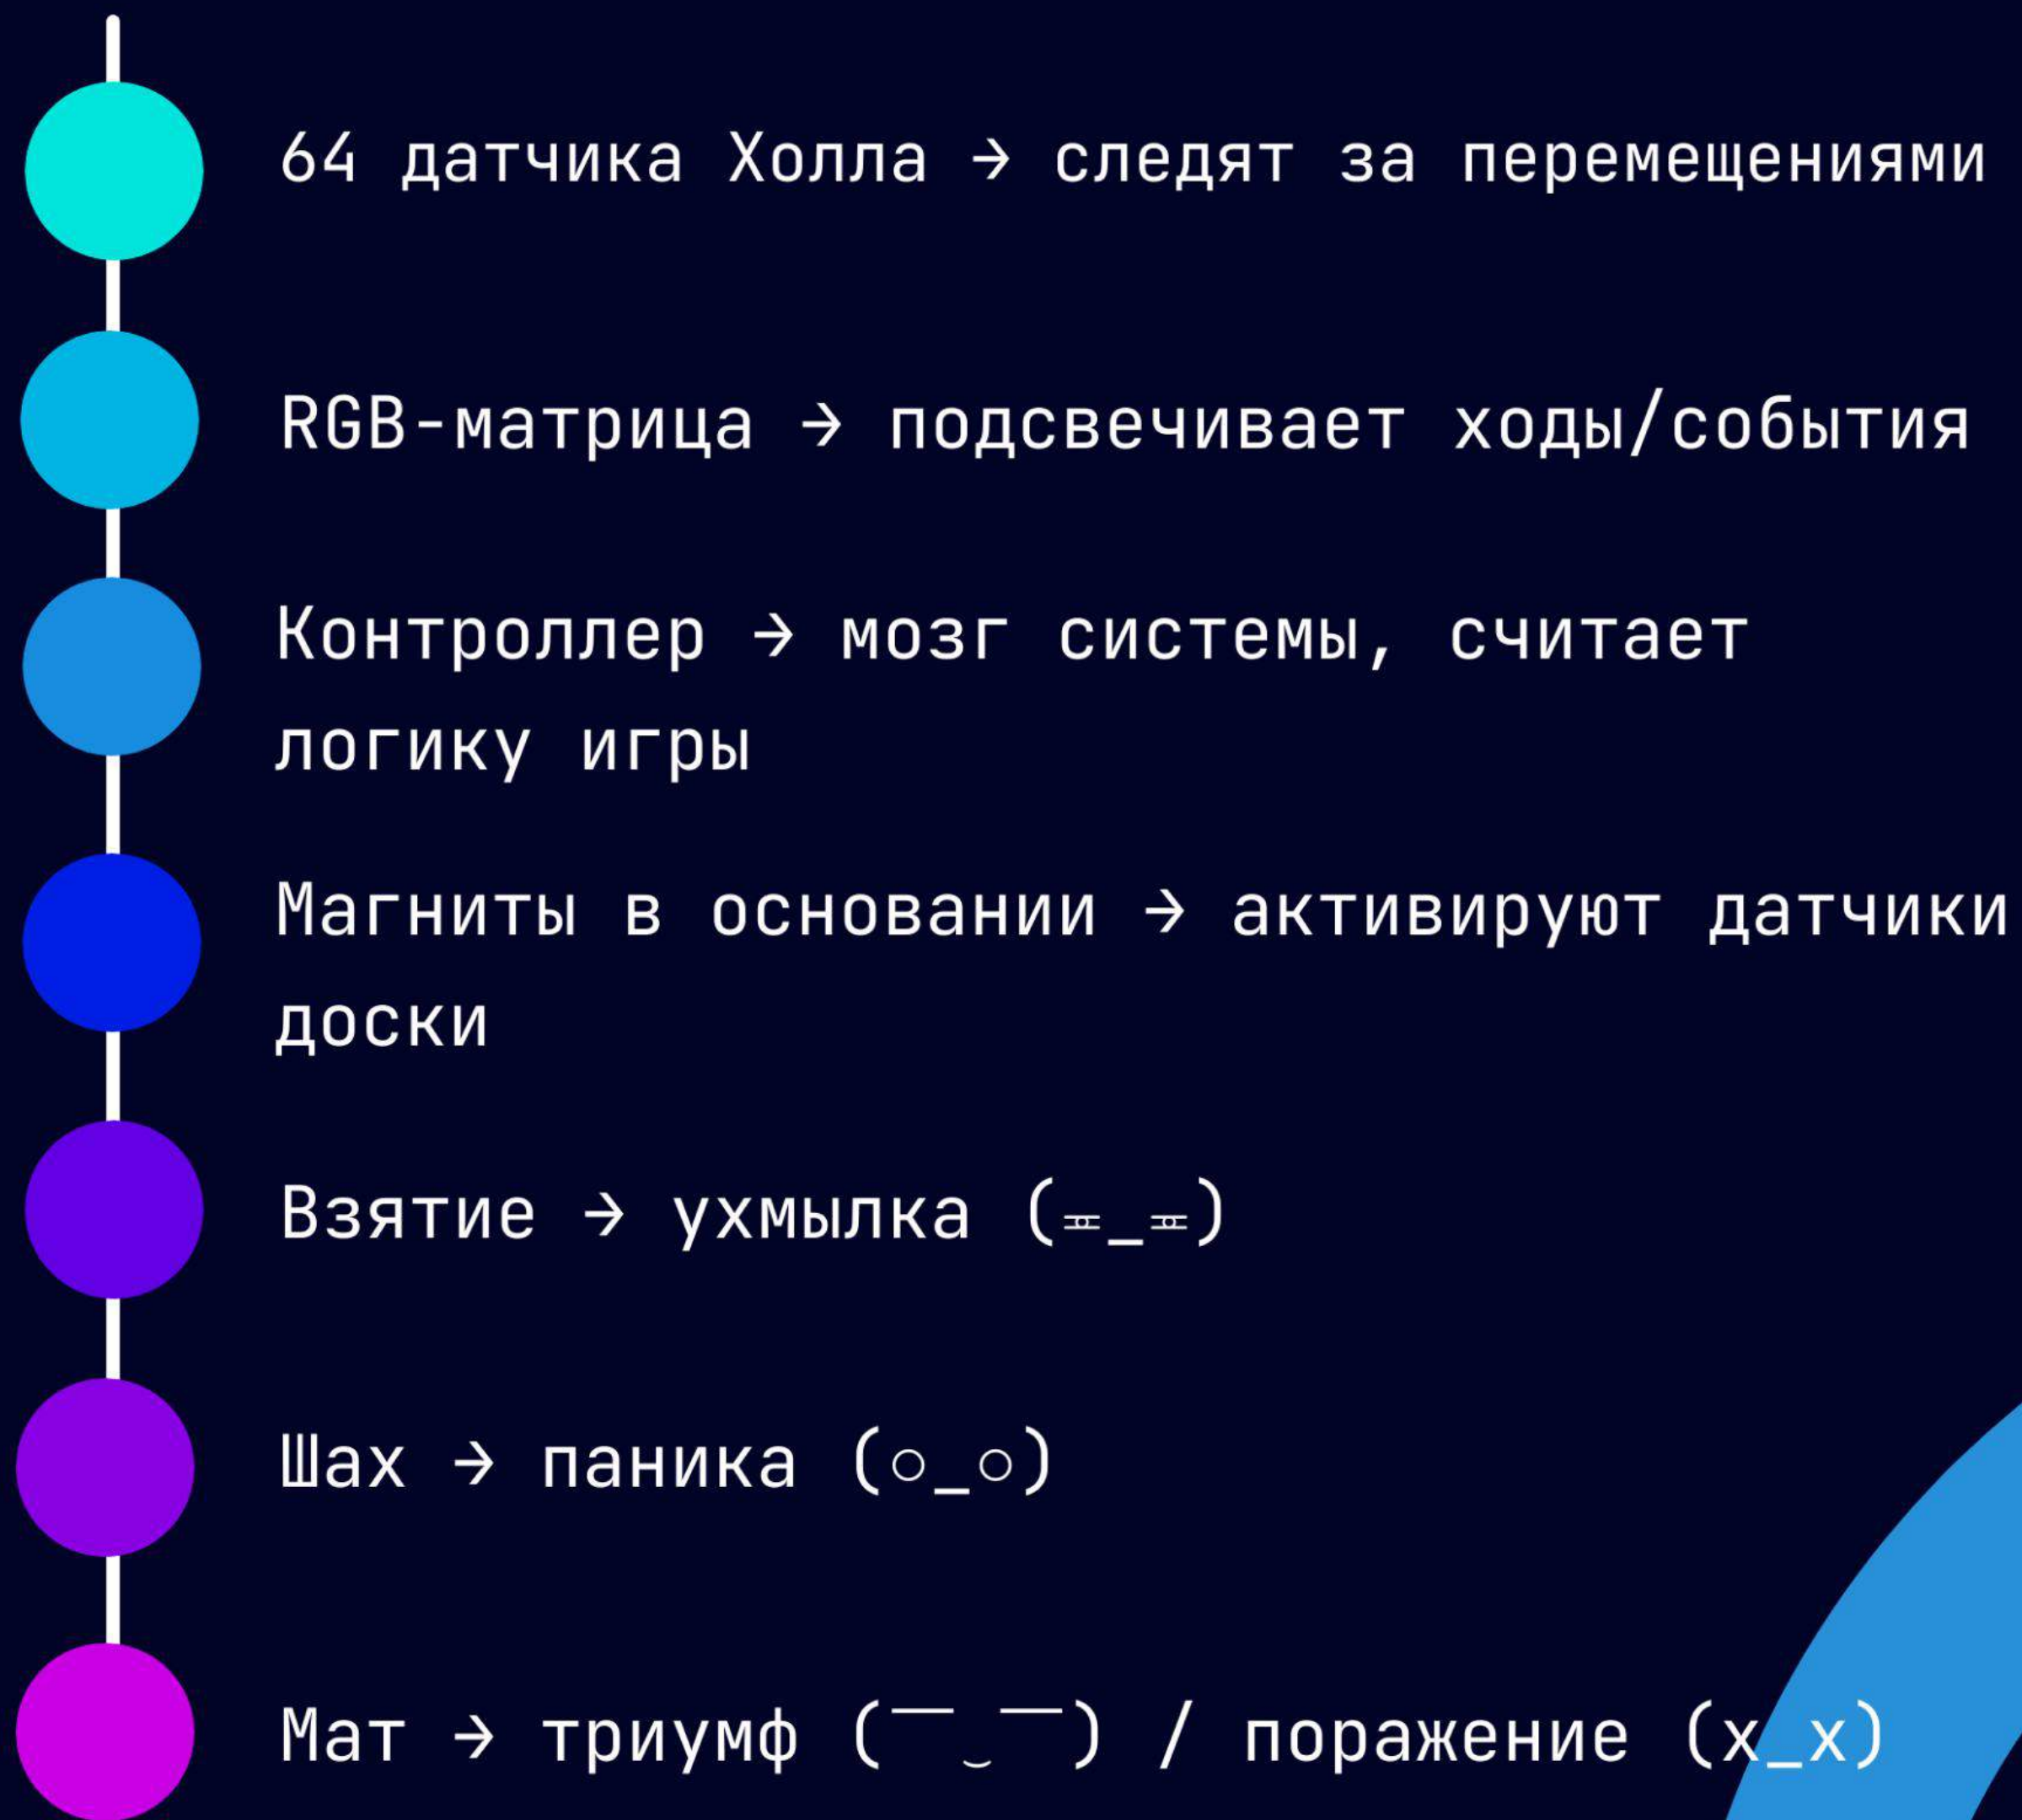 64 датчика Холла → следят за перемещениями
RGB-матрица → подсвечивает ходы/события
Контроллер → мозг системы, считает
логику игры
Магниты в основании → активируют датчики
доски
Взятие → ухмылка (¤_¤)
Шах → паника (○_○)
Мат → триумф (￣‿￣) / поражение (x_x)